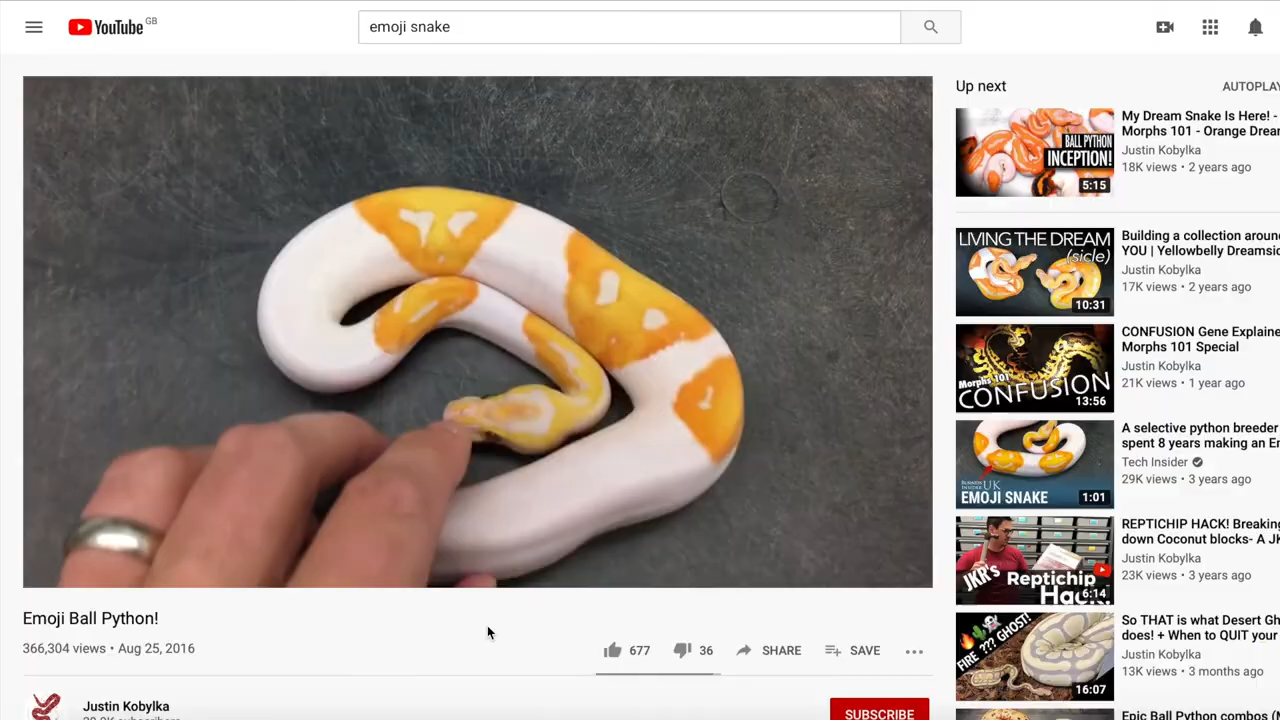 YouTube GB
emoji snake
Up next
AUTOPLAY
BALL PYTHON
INCEPTION!
5:15
My Dream Snake Is Here! -
Morphs 101 - Orange Drea
Justin Kobylka
18K views • 2 years ago
LIVING THE DREAM
(sicle)
10:31
Building a collection around
YOU | Yellowbelly Dreamsi
Justin Kobylka
17K views • 2 years ago
Morphs 101
CONFUSION
13:56
CONFUSION Gene Explaine
Morphs 101 Special
Justin Kobylka
21K views • 1 year ago
BUSINESS
INSIDER UK
EMOJI SNAKE
1:01
A selective python breeder
spent 8 years making an E
Tech Insider
29K views • 3 years ago
JKR's
Reptichip
Hack!
6:14
REPTICHIP HACK! Breaking
down Coconut blocks- A JK
Justin Kobylka
23K views • 3 years ago
FIRE ??? GHOST!
16:07
So THAT is what Desert Gh
does! + When to QUIT your
Justin Kobylka
13K views • 3 months ago
Epic Ball Python combos (M
Emoji Ball Python!
366,304 views • Aug 25, 2016
677
36
SHARE
SAVE
Justin Kobylka
SUBSCRIBE